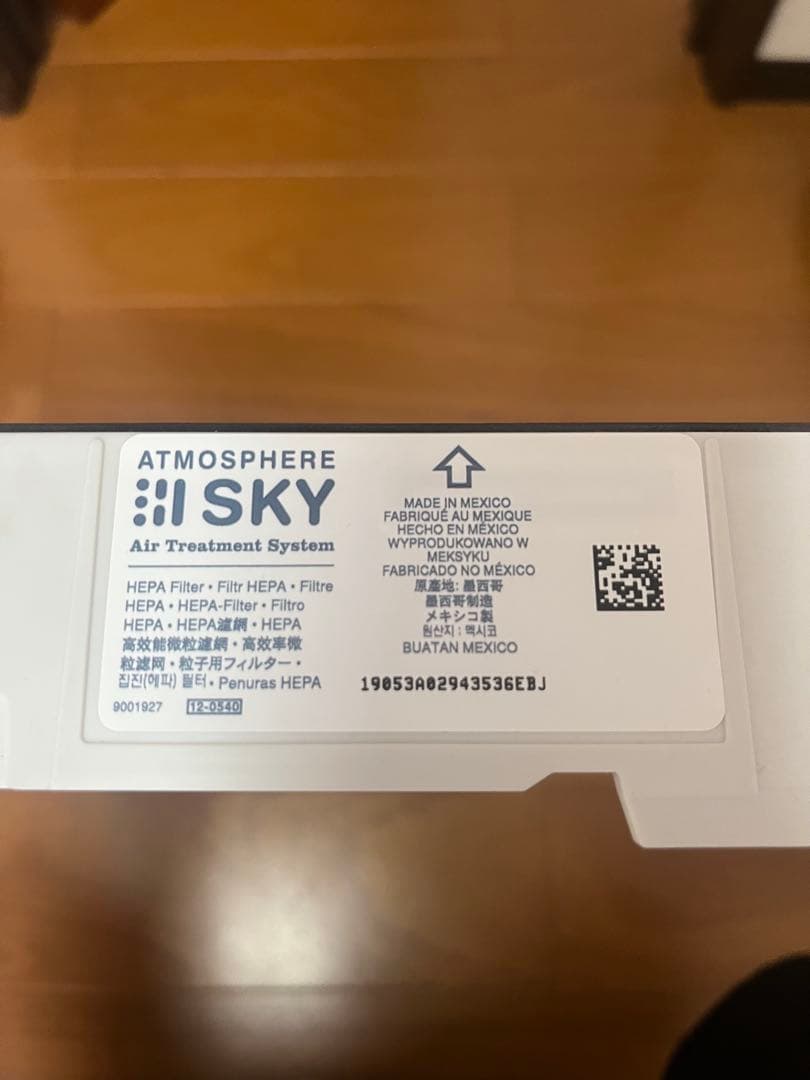 ATMOSPHERE
SKY
Air Treatment System
HEPA Filter • Filtr HEPA • Filtre
HEPA • HEPA-Filter • Filtro
HEPA • HEPA濾網 • HEPA
高效能微粒濾網 • 高效率微
粒滤网 • 粒子用フィルター •
집진(헤파) 필터 • Penuras HEPA
9001927 12-0540
MADE IN MEXICO
FABRIQUÉ AU MEXIQUE
HECHO EN MÉXICO
WYPRODUKOWANO W
MEKSYKU
FABRICADO NO MÉXICO
原產地: 墨西哥
墨西哥制造
メキシコ製
원산지 : 멕시코
BUATAN MEXICO
19053A02943536EBJ